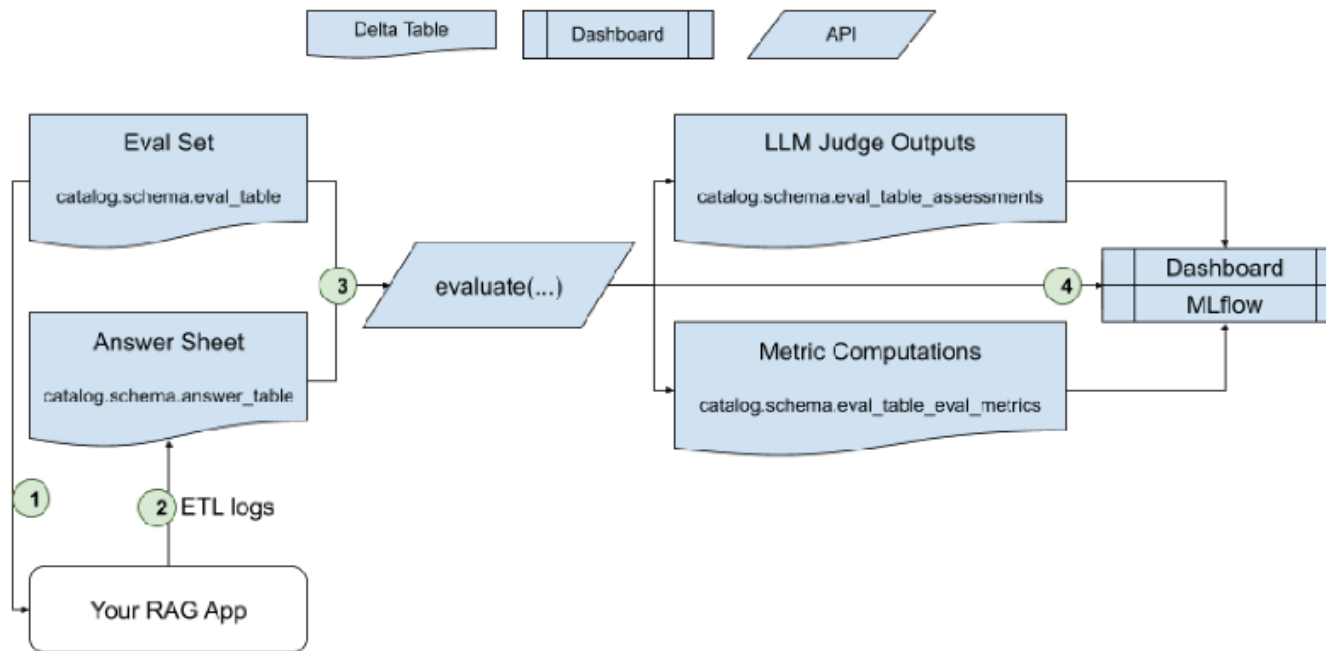 Delta Table
Dashboard
API
Eval Set
catalog.schema.eval_table
LLM Judge Outputs
catalog.schema.eval_table_assessments
3
evaluate(...)
4
Dashboard
MLflow
Answer Sheet
catalog.schema.answer_table
Metric Computations
catalog.schema.eval_table_eval_metrics
1
2
ETL logs
Your RAG App